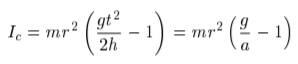 I_c = mr^2 \left( \frac{gt^2}{2h} - 1 \right) = mr^2 \left( \frac{g}{a} - 1 \right)